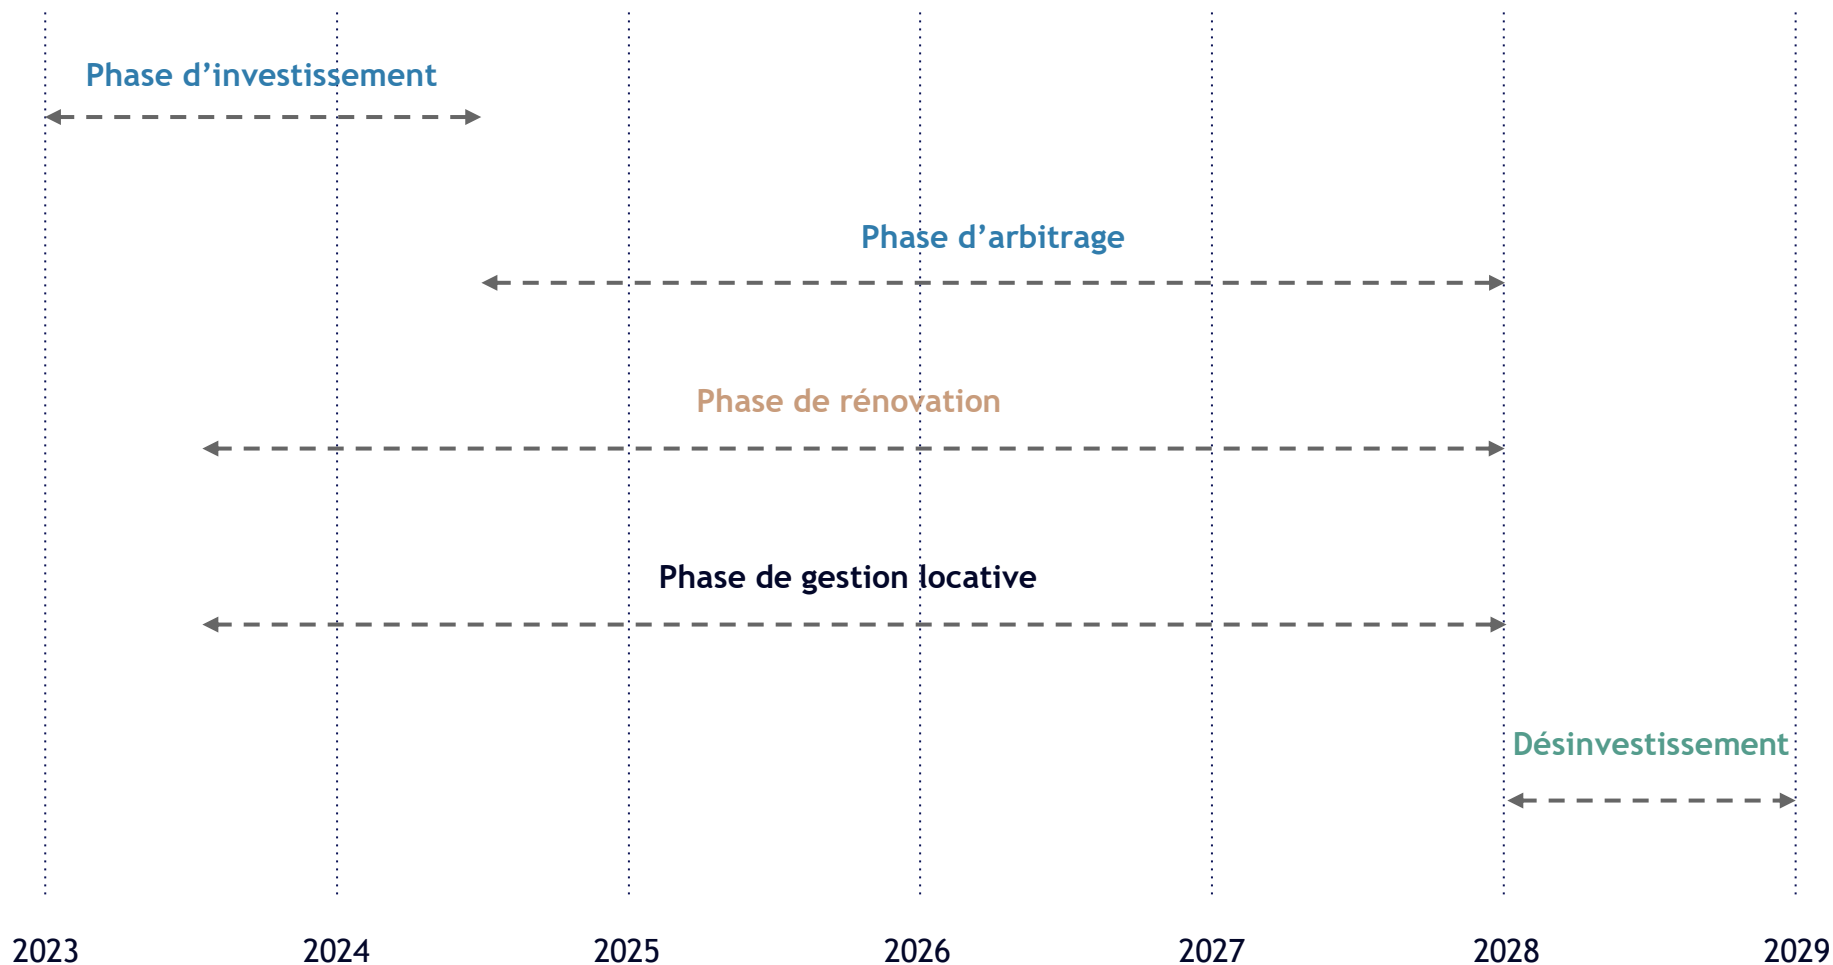 Phase d’investissement
Phase d’arbitrage
Phase de rénovation
Phase de gestion locative
Désinvestissement
2023 2024 2025 2026 2027 2028 2029